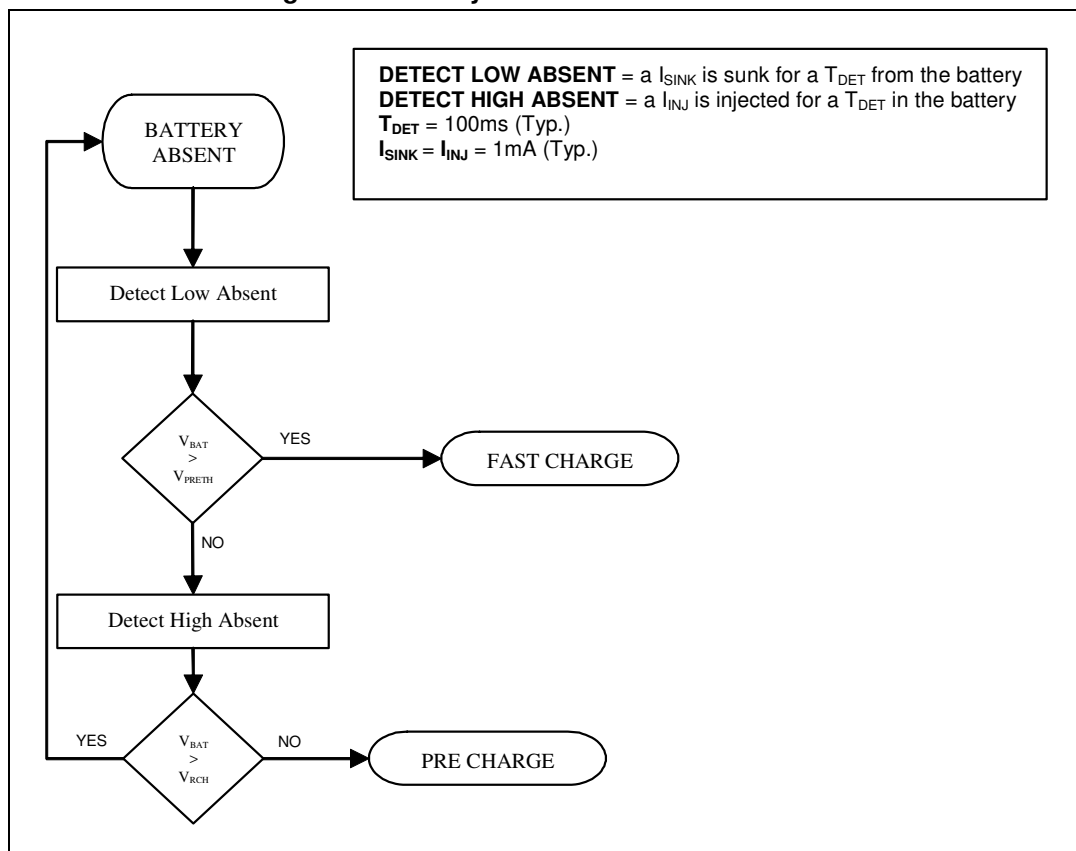 DETECT LOW ABSENT = a ISINK is sunk for a TDET from the battery
DETECT HIGH ABSENT = a IINJ is injected for a TDET in the battery
TDET = 100ms (Typ.)
ISINK = IINJ = 1mA (Typ.)
BATTERY
ABSENT
Detect Low Absent
VBAT
>
VPRETH
YES
FAST CHARGE
NO
Detect High Absent
YES
VBAT
>
VRCH
NO
PRE CHARGE